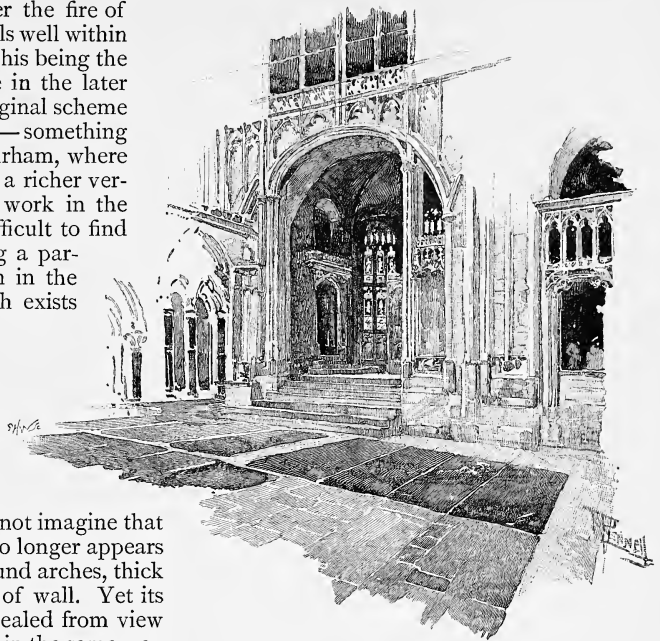 er the fire of
ls well within
his being the
e in the later
ginal scheme
— something
rham, where
a richer ver-
work in the
ficult to find
g a par-
n in the
h exists
not imagine that
o longer appears
und arches, thick
of wall. Yet its
ealed from view
PENNELL